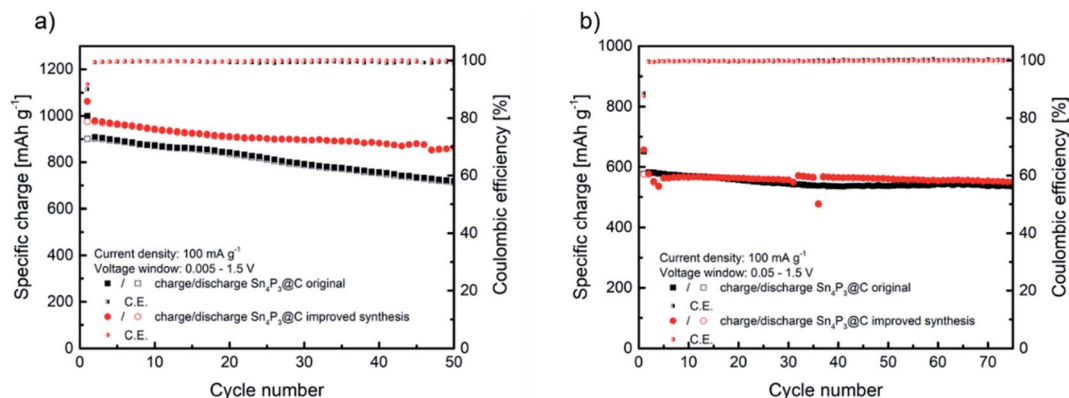 a)
Specific charge [mAh g⁻¹]
1200
1000
800
600
400
200
0
Current density: 100 mA g⁻¹
Voltage window: 0.005 - 1.5 V
/ charge/discharge Sn₄P₃@C original
C.E.
/ charge/discharge Sn₄P₃@C improved synthesis
C.E.
100
80
60
40
20
0
Coulombic efficiency [%]
0 10 20 30 40 50
Cycle number
b)
Specific charge [mAh g⁻¹]
1000
800
600
400
200
0
Current density: 100 mA g⁻¹
Voltage window: 0.05 - 1.5 V
/ charge/discharge Sn₄P₃@C original
C.E.
/ charge/discharge Sn₄P₃@C improved synthesis
C.E.
100
80
60
40
20
0
Coulombic efficiency [%]
0 10 20 30 40 50 60 70
Cycle number